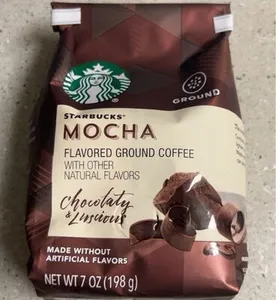 GROUND
STARBUCKS®
MOCHA
FLAVORED GROUND COFFEE
WITH OTHER
NATURAL FLAVORS
Chocolaty
& Luscious
MADE WITHOUT
ARTIFICIAL FLAVORS
NET WT 7 OZ (198 g)